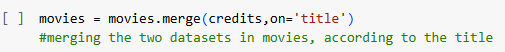 [ ] movies = movies.merge(credits,on='title')
#merging the two datasets in movies, according to the title